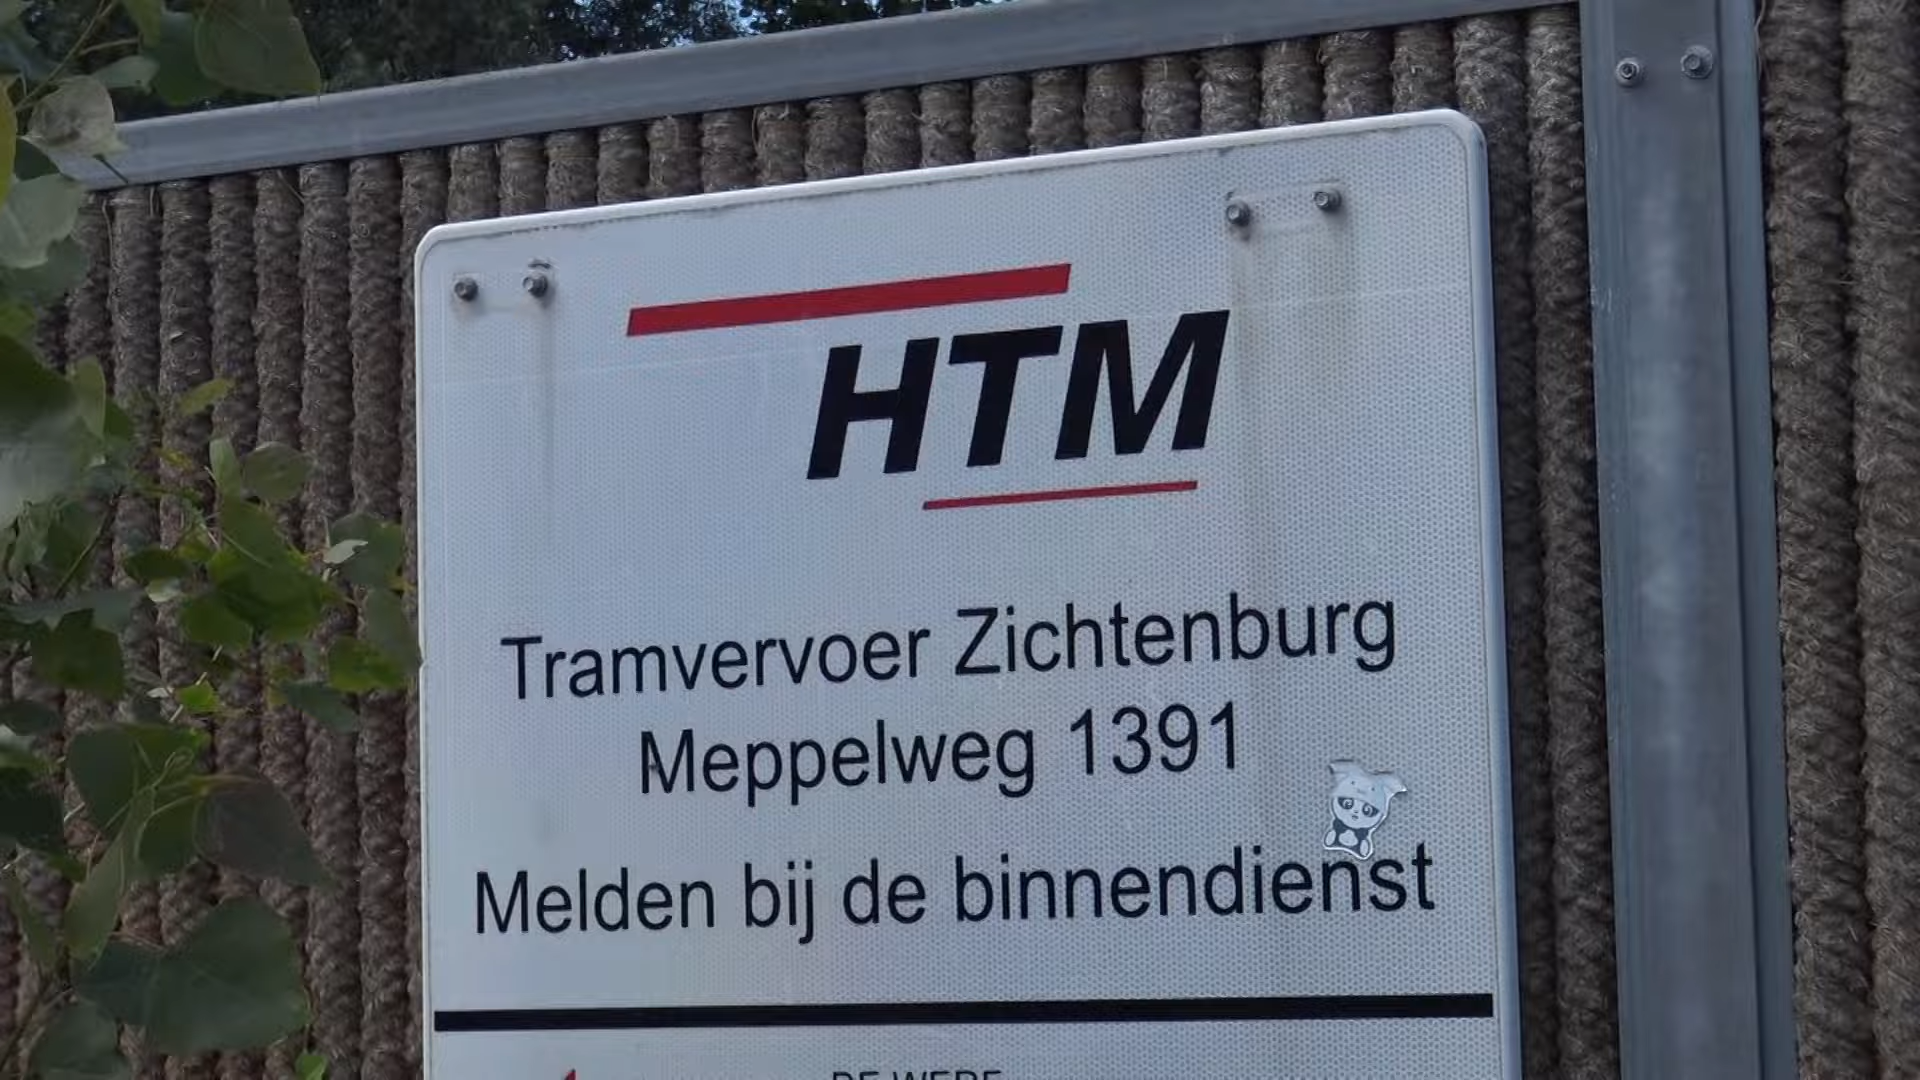 HTM
Tramvervoer Zichtenburg
Meppelweg 1391
Melden bij de binnendienst